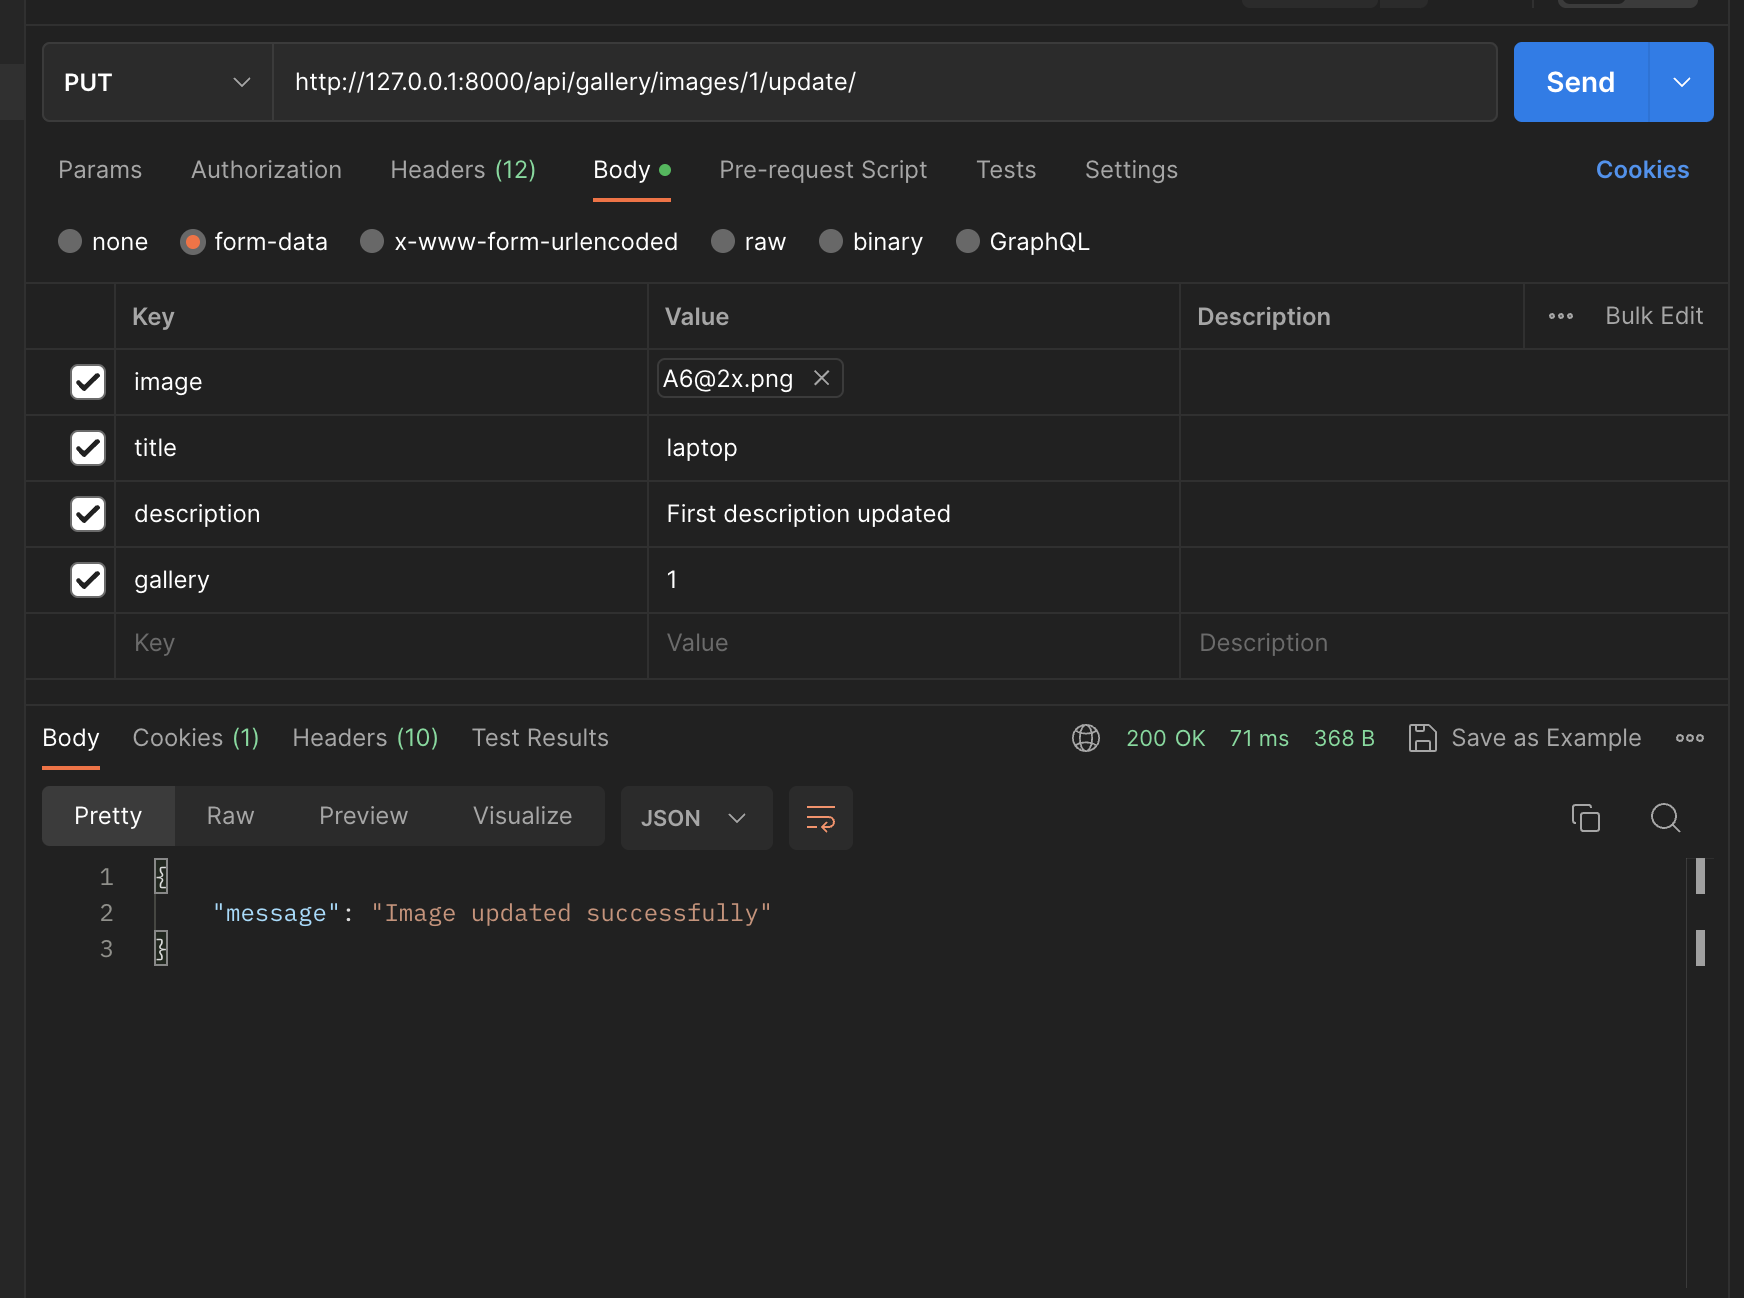 PUT http://127.0.0.1:8000/api/gallery/images/1/update/ Send
Params Authorization Headers (12) Body Pre-request Script Tests Settings Cookies
none form-data x-www-form-urlencoded raw binary GraphQL
Key Value Description Bulk Edit
image A6@2x.png
title laptop
description First description updated
gallery 1
Key Value Description
Body Cookies (1) Headers (10) Test Results 200 OK 71 ms 368 B Save as Example
Pretty Raw Preview Visualize JSON
1 {
2 "message": "Image updated successfully"
3 }